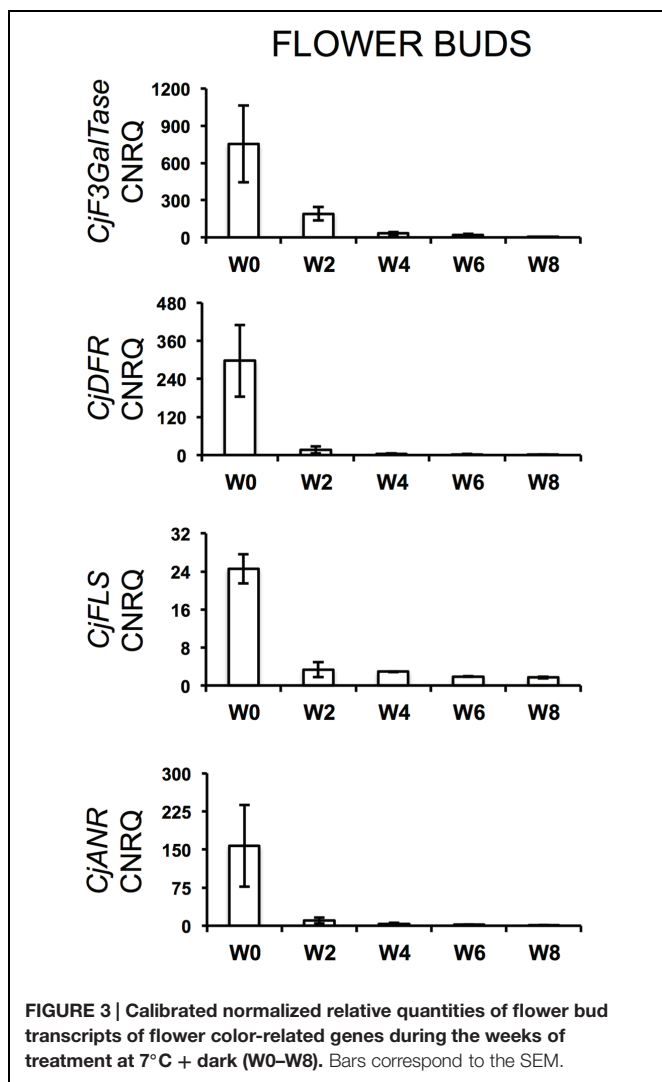 FLOWER BUDS
CjF3GalTase
CNRQ
1200
900
600
300
0
W0 W2 W4 W6 W8
CjDFR
CNRQ
480
360
240
120
0
W0 W2 W4 W6 W8
CjFLS
CNRQ
32
24
16
8
0
W0 W2 W4 W6 W8
CjANR
CNRQ
300
225
150
75
0
W0 W2 W4 W6 W8
FIGURE 3 | Calibrated normalized relative quantities of flower bud
transcripts of flower color-related genes during the weeks of
treatment at 7°C + dark (W0–W8). Bars correspond to the SEM.